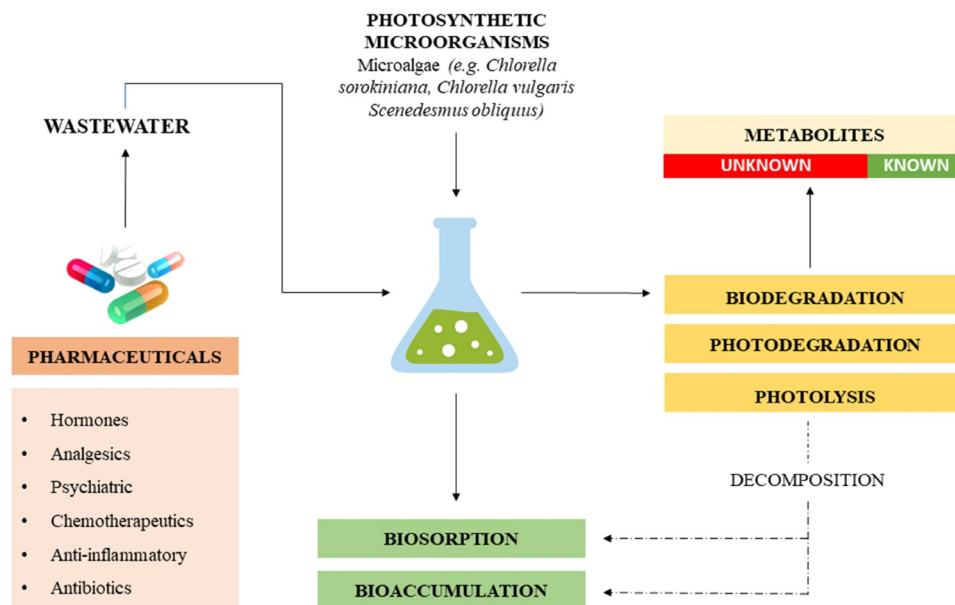 PHOTOSYNTHETIC
MICROORGANISMS
Microalgae (e.g. Chlorella
sorokiniana, Chlorella vulgaris
Scenedesmus obliquus)
WASTEWATER
METABOLITES
UNKNOWN KNOWN
BIODEGRADATION
PHOTODEGRADATION
PHOTOLYSIS
PHARMACEUTICALS
• Hormones
• Analgesics
• Psychiatric
• Chemotherapeutics
• Anti-inflammatory
• Antibiotics
DECOMPOSITION
BIOSORPTION
BIOACCUMULATION